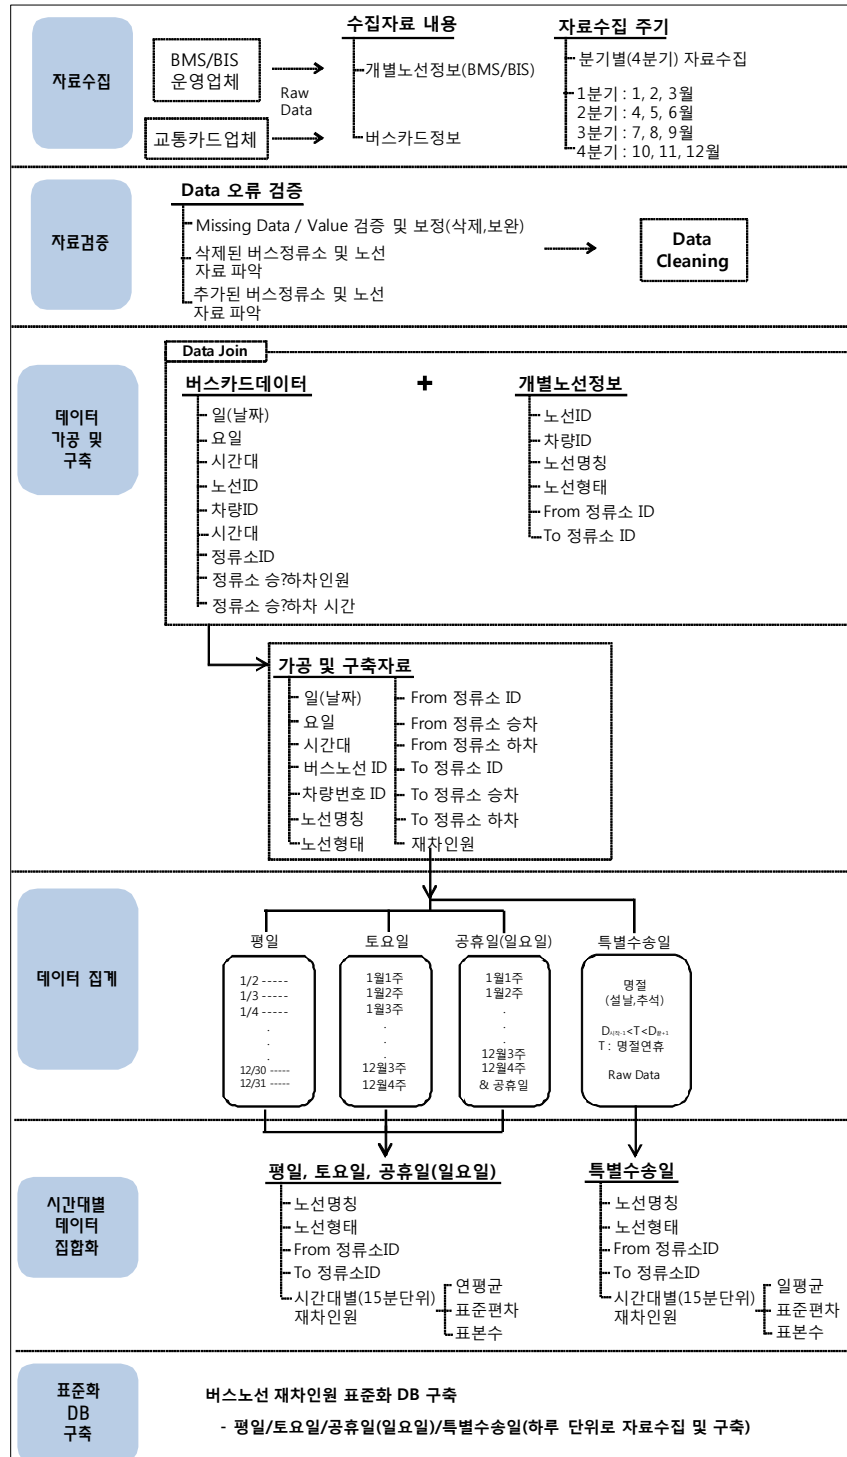 자료수집
BMS/BIS
운영업체
교통카드업체
Raw
Data
수집자료 내용
개별노선정보(BMS/BIS)
버스카드정보
자료수집 주기
분기별(4분기) 자료수집
1분기 : 1, 2, 3월
2분기 : 4, 5, 6월
3분기 : 7, 8, 9월
4분기 : 10, 11, 12월
자료검증
Data 오류 검증
Missing Data / Value 검증 및 보정(삭제,보완)
삭제된 버스정류소 및 노선
자료 파악
추가된 버스정류소 및 노선
자료 파악
Data
Cleaning
데이터
가공 및
구축
Data Join
버스카드데이터
일(날짜)
요일
시간대
노선ID
차량ID
시간대
정류소ID
정류소 승?하차인원
정류소 승?하차 시간
+
개별노선정보
노선ID
차량ID
노선명칭
노선형태
From 정류소 ID
To 정류소 ID
가공 및 구축자료
일(날짜)
요일
시간대
버스노선 ID
차량번호 ID
노선명칭
노선형태
From 정류소 ID
From 정류소 승차
From 정류소 하차
To 정류소 ID
To 정류소 승차
To 정류소 하차
재차인원
데이터 집계
평일
1/2 -----
1/3 -----
1/4 -----
.
.
.
12/30 -----
12/31 -----
토요일
1월1주
1월2주
1월3주
.
.
.
12월3주
12월4주
공휴일(일요일)
1월1주
1월2주
.
.
.
12월3주
12월4주
& 공휴일
특별수송일
명절
(설날,추석)
D시작-1<T<D끝+1
T : 명절연휴
Raw Data
시간대별
데이터
집합화
평일, 토요일, 공휴일(일요일)
노선명칭
노선형태
From 정류소ID
To 정류소ID
시간대별(15분단위)
재차인원
연평균
표준편차
표본수
특별수송일
노선명칭
노선형태
From 정류소ID
To 정류소ID
시간대별(15분단위)
재차인원
일평균
표준편차
표본수
표준화
DB
구축
버스노선 재차인원 표준화 DB 구축
- 평일/토요일/공휴일(일요일)/특별수송일(하루 단위로 자료수집 및 구축)